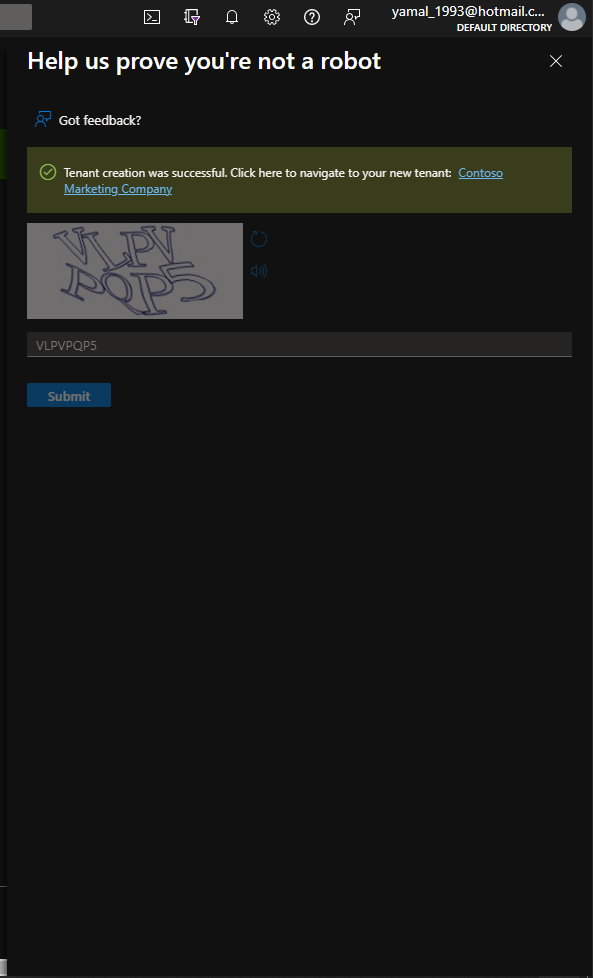 yamal_1993@hotmail.c...
DEFAULT DIRECTORY
Help us prove you're not a robot
Got feedback?
Tenant creation was successful. Click here to navigate to your new tenant: Contoso
Marketing Company
VLPV
PQP5
VLPVPQP5
Submit